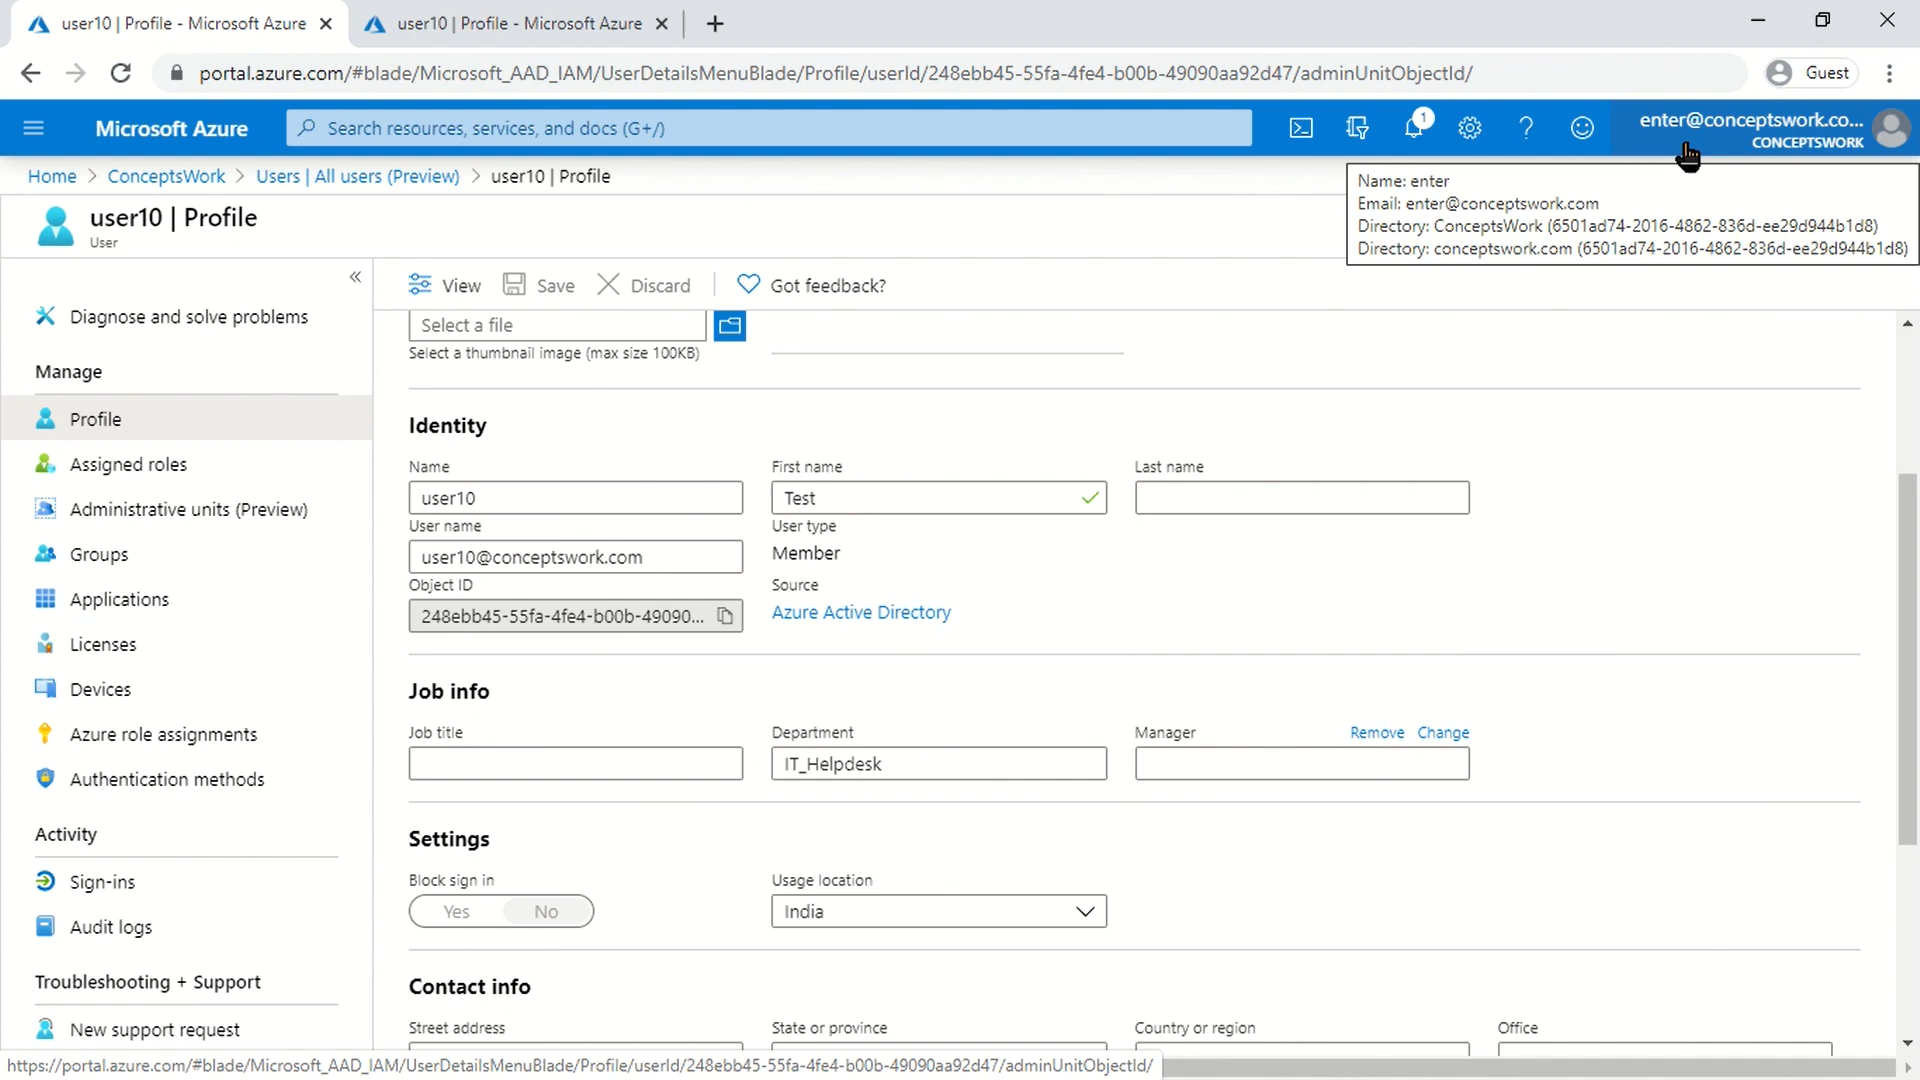 user10 | Profile - Microsoft Azure
user10 | Profile - Microsoft Azure
portal.azure.com/#blade/Microsoft_AAD_IAM/UserDetailsMenuBlade/Profile/userId/248ebb45-55fa-4fe4-b00b-49090aa92d47/adminUnitObjectId/
Guest
Microsoft Azure
Search resources, services, and docs (G+/)
1
enter@conceptswork.co...
CONCEPTSWORK
Home > ConceptsWork > Users | All users (Preview) > user10 | Profile
Name: enter
Email: enter@conceptswork.com
Directory: ConceptsWork (6501ad74-2016-4862-836d-ee29d944b1d8)
Directory: conceptswork.com (6501ad74-2016-4862-836d-ee29d944b1d8)
user10 | Profile
User
Diagnose and solve problems
Manage
Profile
Assigned roles
Administrative units (Preview)
Groups
Applications
Licenses
Devices
Azure role assignments
Authentication methods
Activity
Sign-ins
Audit logs
Troubleshooting + Support
New support request
View Save Discard Got feedback?
Select a file
Select a thumbnail image (max size 100KB)
Identity
Name First name Last name
user10 Test
User name User type
user10@conceptswork.com Member
Object ID Source
248ebb45-55fa-4fe4-b00b-49090... Azure Active Directory
Job info
Job title Department Manager Remove Change
IT_Helpdesk
Settings
Block sign in Usage location
Yes No India
Contact info
Street address State or province Country or region Office
https://portal.azure.com/#blade/Microsoft_AAD_IAM/UserDetailsMenuBlade/Profile/userId/248ebb45-55fa-4fe4-b00b-49090aa92d47/adminUnitObjectId/